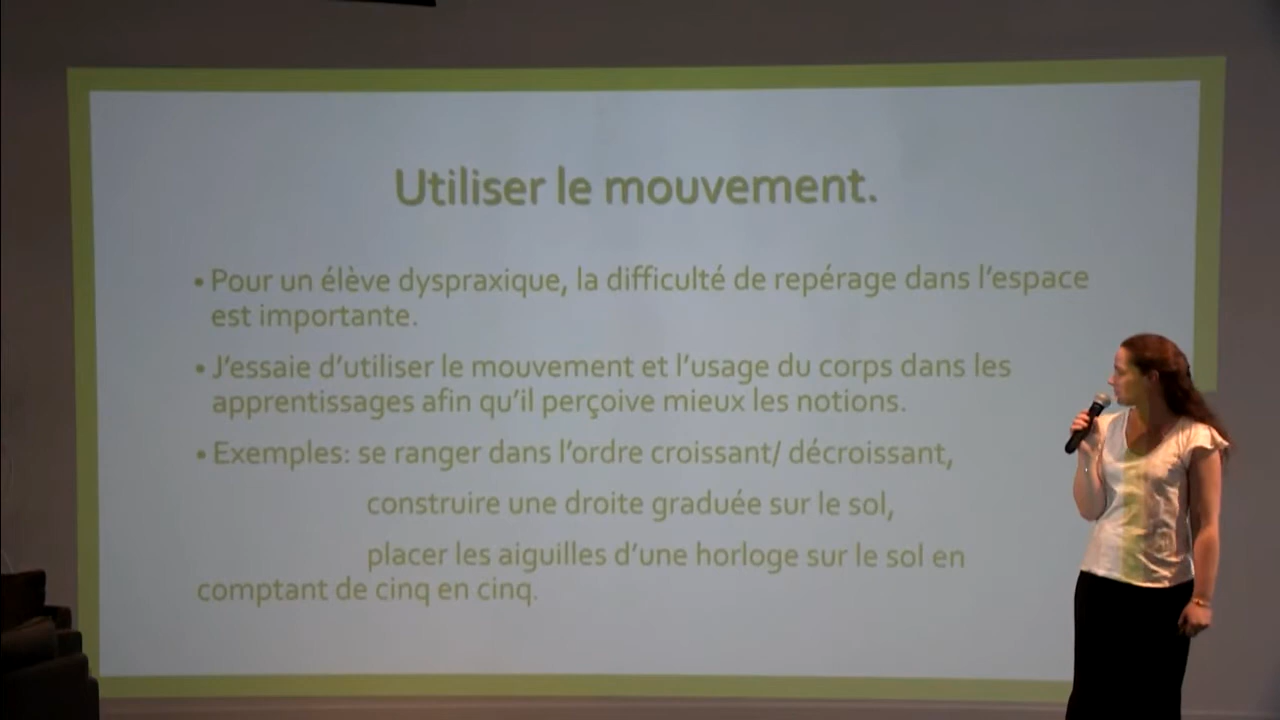 Utiliser le mouvement.
• Pour un élève dyspraxique, la difficulté de repérage dans l'espace
est importante.
• J'essaie d'utiliser le mouvement et l'usage du corps dans les
apprentissages afin qu'il perçoive mieux les notions.
• Exemples: se ranger dans l'ordre croissant/ décroissant,
construire une droite graduée sur le sol,
placer les aiguilles d'une horloge sur le sol en
comptant de cinq en cinq.